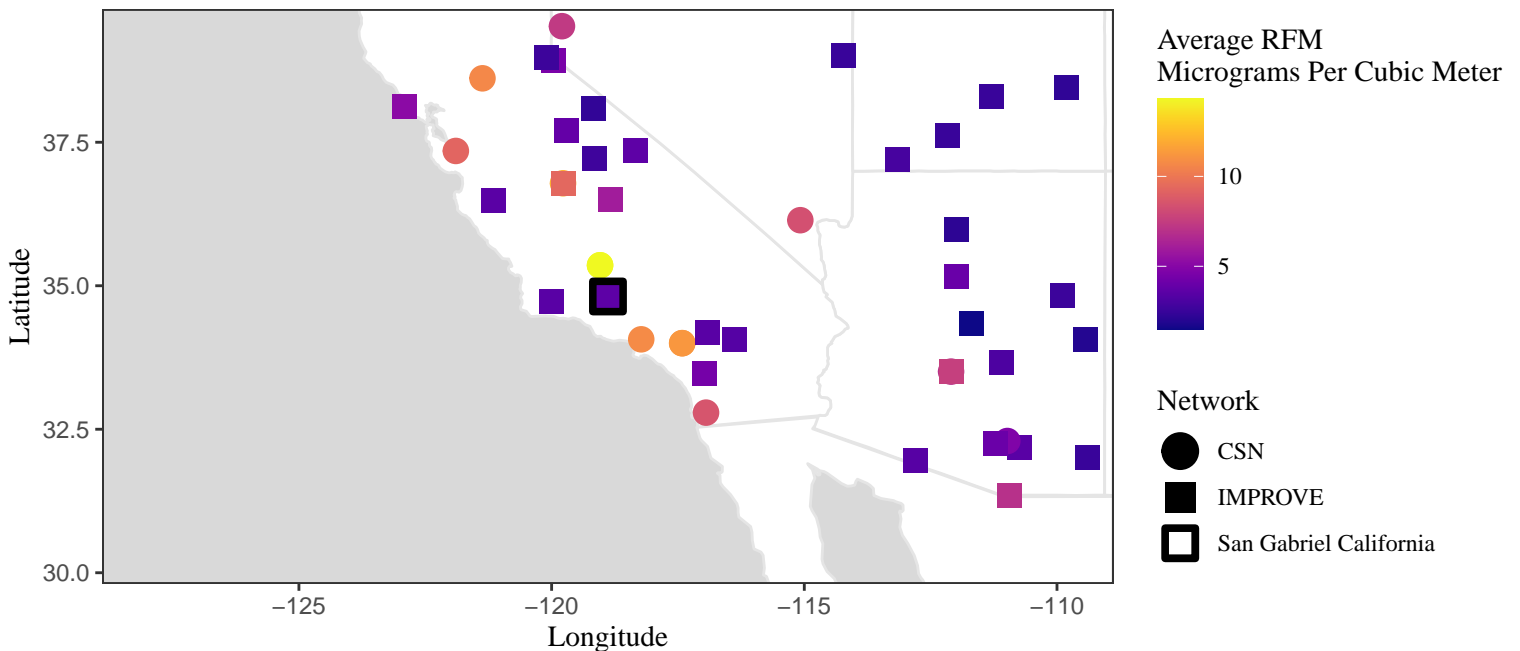 Average RFM
Micrograms Per Cubic Meter
10
5
Network
CSN
IMPROVE
San Gabriel California
37.5
35.0
32.5
30.0
Latitude
−125
−120
−115
−110
Longitude